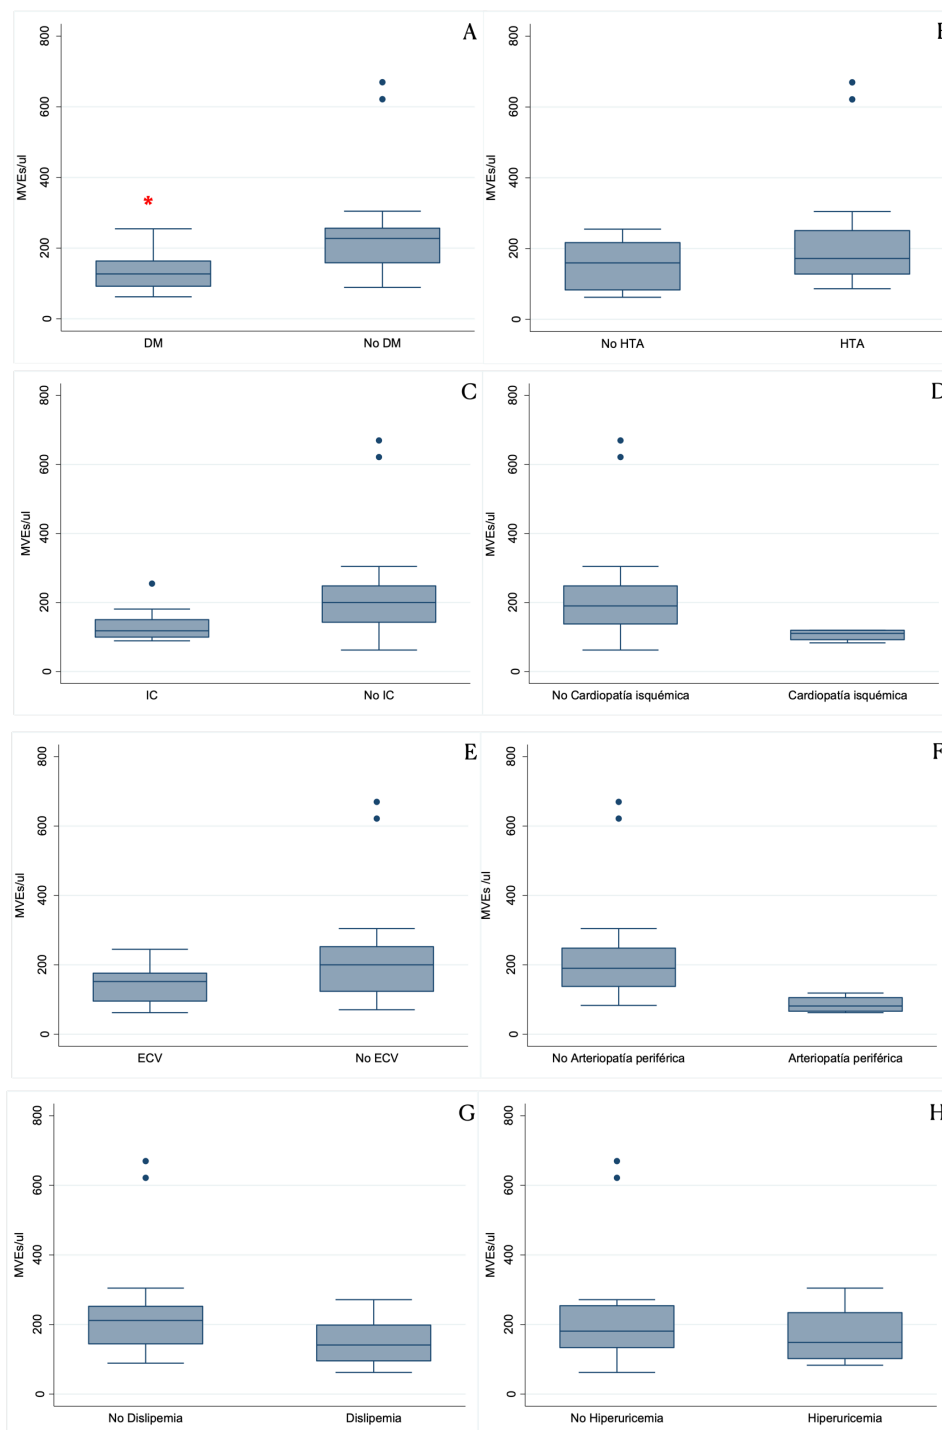 A
800
600
400
200
0
MVEs/ul
*
DM No DM
800
600
400
200
0
MVEs/ul
No HTA HTA
C
800
600
400
200
0
MVEs/ul
IC No IC
D
800
600
400
200
0
MVEs/ul
No Cardiopatía isquémica Cardiopatía isquémica
E
800
600
400
200
0
MVEs/ul
ECV No ECV
F
800
600
400
200
0
MVEs /ul
No Arteriopatía periférica Arteriopatía periférica
G
800
600
400
200
0
MVEs/ul
No Dislipemia Dislipemia
H
800
600
400
200
0
MVEs/ul
No Hiperuricemia Hiperuricemia